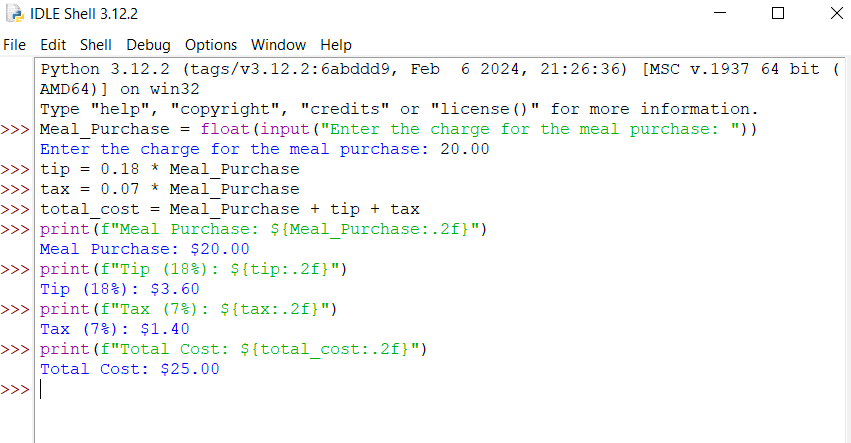 IDLE Shell 3.12.2
File Edit Shell Debug Options Window Help
Python 3.12.2 (tags/v3.12.2:6abddd9, Feb  6 2024, 21:26:36) [MSC v.1937 64 bit (
AMD64)] on win32
Type "help", "copyright", "credits" or "license()" for more information.
>>> Meal_Purchase = float(input("Enter the charge for the meal purchase: "))
Enter the charge for the meal purchase: 20.00
>>> tip = 0.18 * Meal_Purchase
>>> tax = 0.07 * Meal_Purchase
>>> total_cost = Meal_Purchase + tip + tax
>>> print(f"Meal Purchase: ${Meal_Purchase:.2f}")
Meal Purchase: $20.00
>>> print(f"Tip (18%): ${tip:.2f}")
Tip (18%): $3.60
>>> print(f"Tax (7%): ${tax:.2f}")
Tax (7%): $1.40
>>> print(f"Total Cost: ${total_cost:.2f}")
Total Cost: $25.00
>>>